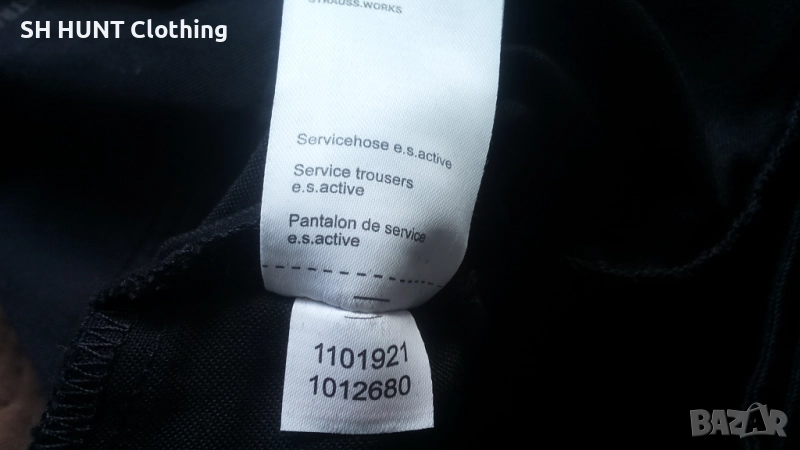 SH HUNT Clothing
STRAUSS.WORKS
Servicehose e.s.active
Service trousers
e.s.active
Pantalon de service
e.s.active
1101921
1012680
BAZAR